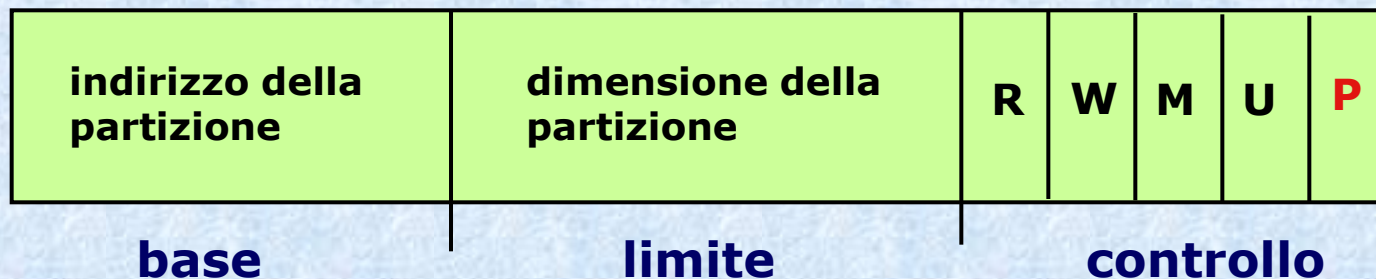 indirizzo della
partizione
dimensione della
partizione
R W M U P
base limite controllo